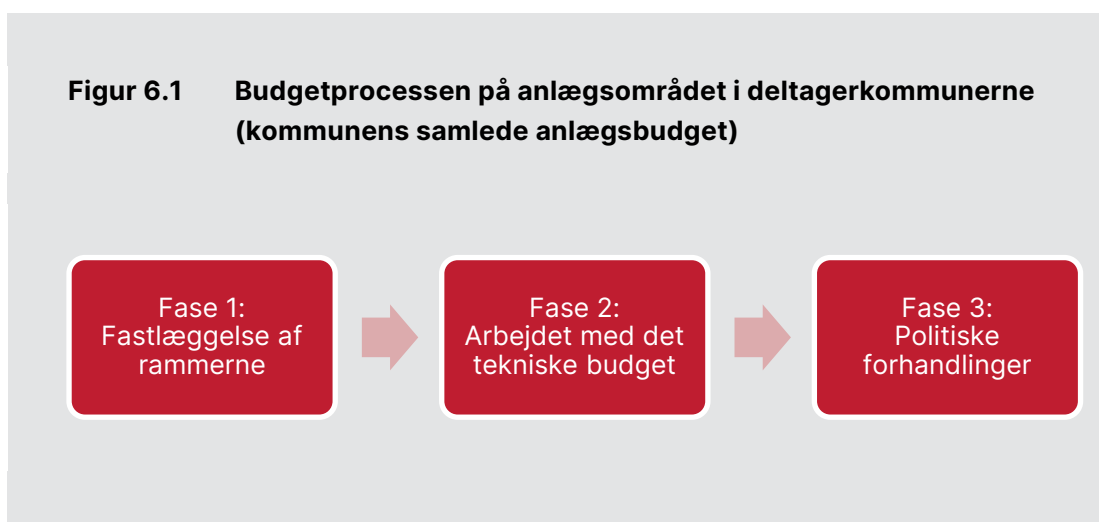 Figur 6.1 Budgetprocessen på anlægsområdet i deltagerkommunerne
(kommunens samlede anlægsbudget)
Fase 1:
Fastlæggelse af
rammerne
Fase 2:
Arbejdet med det
tekniske budget
Fase 3:
Politiske
forhandlinger